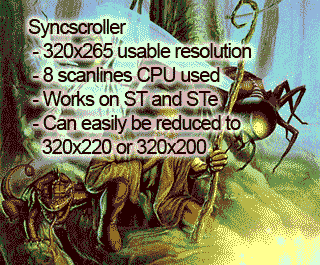 Syncscroller
- 320x265 usable resolution
- 8 scanlines CPU used
- Works on ST and STe
- Can easily be reduced to
320x220 or 320x200